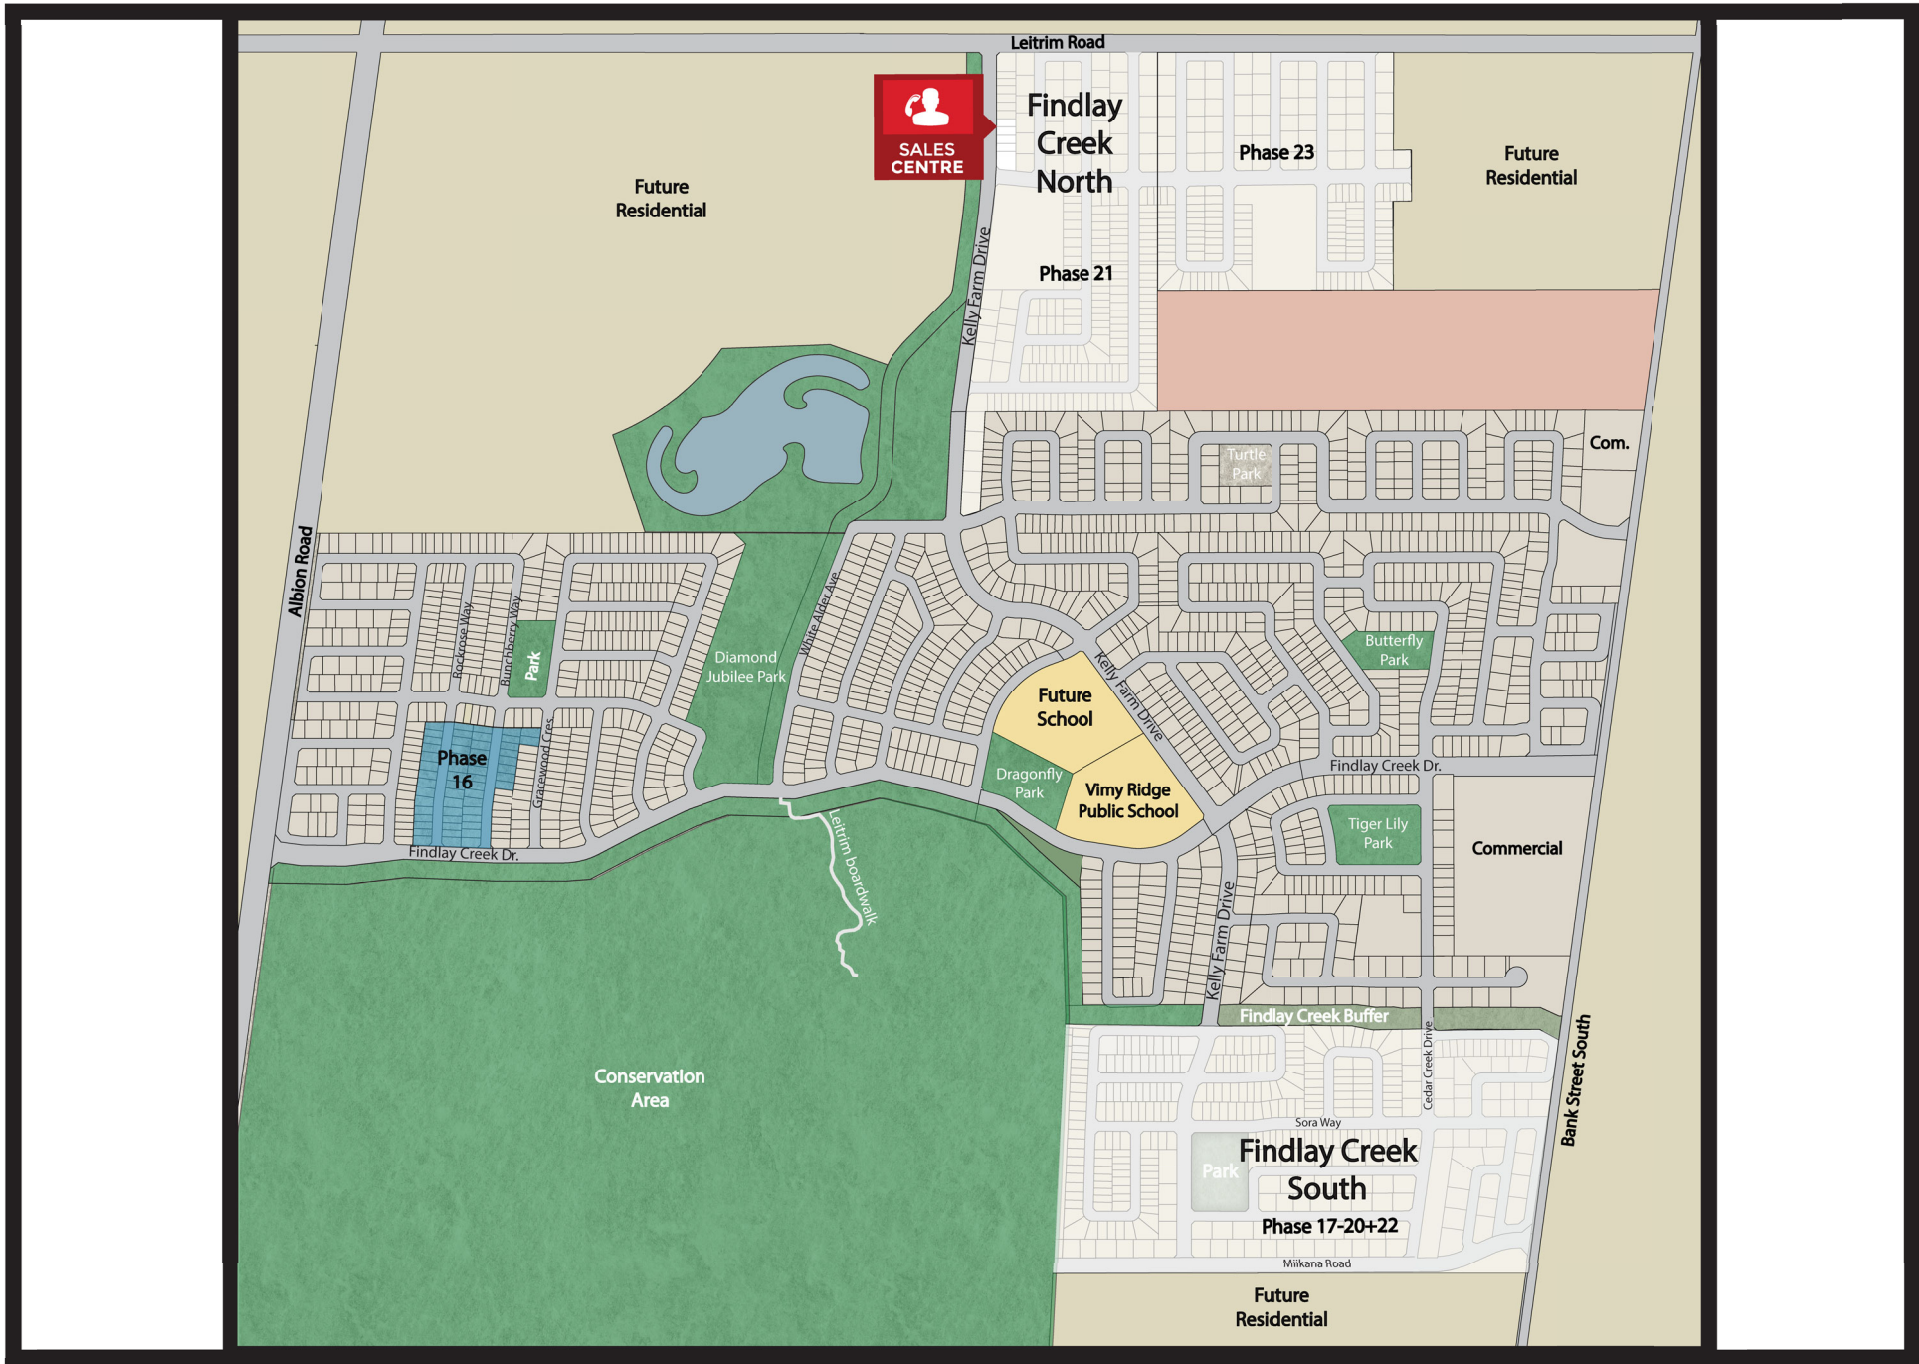 Leitrim Road
SALES
CENTRE
Findlay
Creek
North
Phase 23
Future
Residential
Future
Residential
Phase 21
Kelly Farm Drive
Com.
Turtle
Park
Albion Road
Rockrose Way
Bunchberry Way
Park
White Alder Ave
Diamond
Jubilee Park
Kelly Farm Drive
Butterfly
Park
Future
School
Phase
16
Gracewood Cres.
Dragonfly
Park
Vimy Ridge
Public School
Findlay Creek Dr.
Tiger Lily
Park
Commercial
Findlay Creek Dr.
Leitrim boardwalk
Kelly Farm Drive
Findlay Creek Buffer
Cedar Creek Drive
Bank Street South
Conservation
Area
Sora Way
Findlay Creek
South
Park
Phase 17-20+22
Miikana Road
Future
Residential